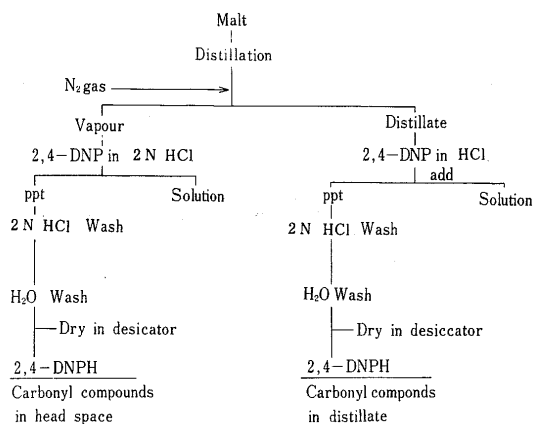 Malt
Distillation
N₂ gas
Vapour
2,4-DNP in 2 N HCl
ppt
Solution
2 N HCl Wash
H₂O Wash
Dry in desicator
2,4-DNPH
Carbonyl compounds
in head space
Distillate
2,4-DNP in HCl
add
ppt
Solution
2 N HCl Wash
H₂O Wash
Dry in desiccator
2,4-DNPH
Carbonyl componds
in distillate